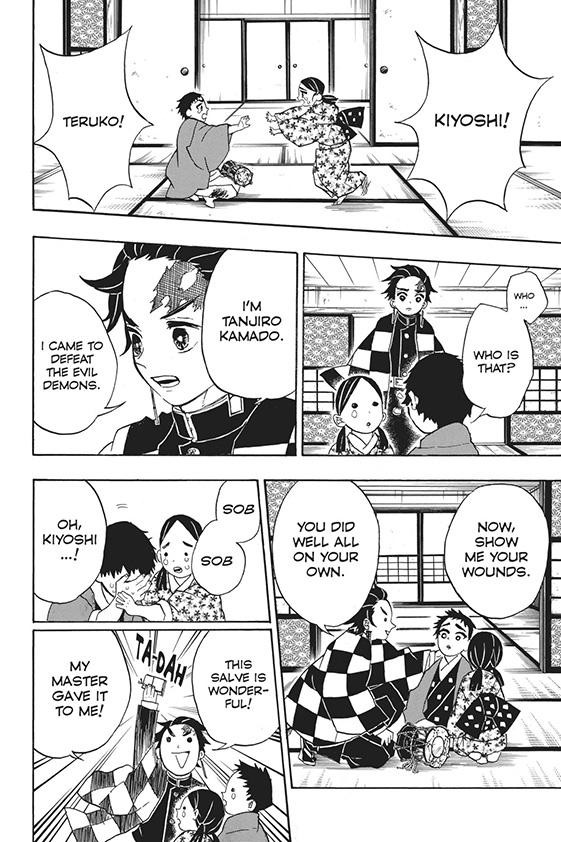 KIYOSHI!
TERUKO!
WHO
...
WHO IS
THAT?
I'M
TANJIRO
KAMADO.
I CAME TO
DEFEAT
THE EVIL
DEMONS.
NOW,
SHOW
ME YOUR
WOUNDS.
YOU DID
WELL ALL
ON YOUR
OWN.
SOB
SOB
OH,
KIYOSHI
...!
TA-DAH
THIS
SALVE IS
WONDER-
FUL!
MY
MASTER
GAVE IT
TO ME!